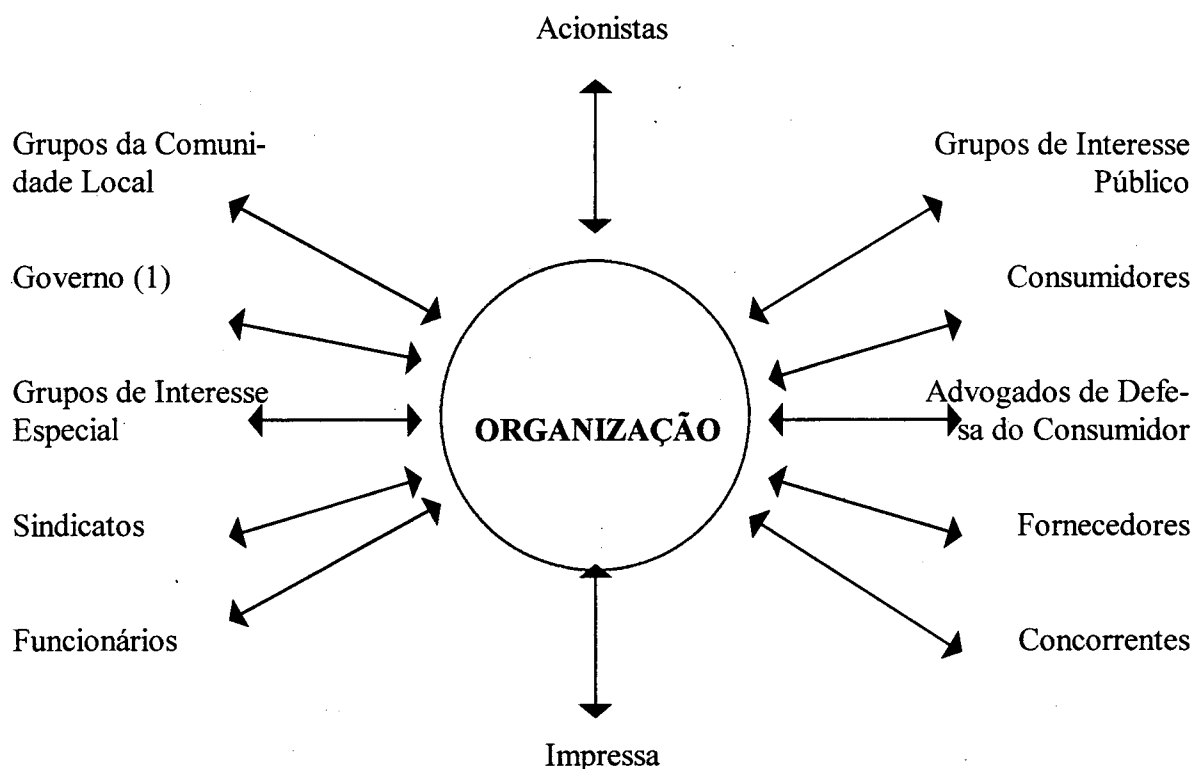 Acionistas
Grupos da Comuni-
dade Local
Grupos de Interesse
Público
Governo (1)
Consumidores
Grupos de Interesse
Especial
ORGANIZAÇÃO
Advogados de Defe-
sa do Consumidor
Sindicatos
Fornecedores
Funcionários
Concorrentes
Impressa